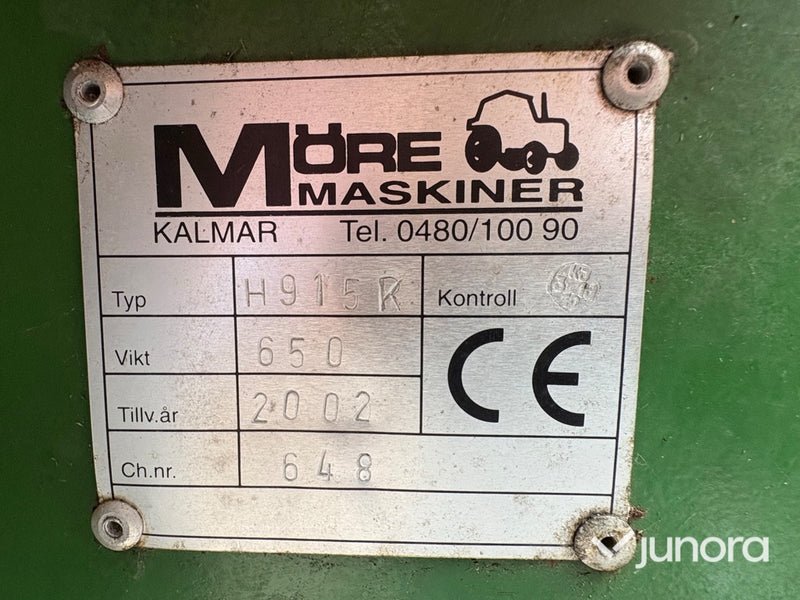 MÖRE
MASKINER
KALMAR Tel. 0480/100 90
Typ H915R Kontroll
Vikt 650
Tillv.år 2002
CE
Ch.nr. 648
junora